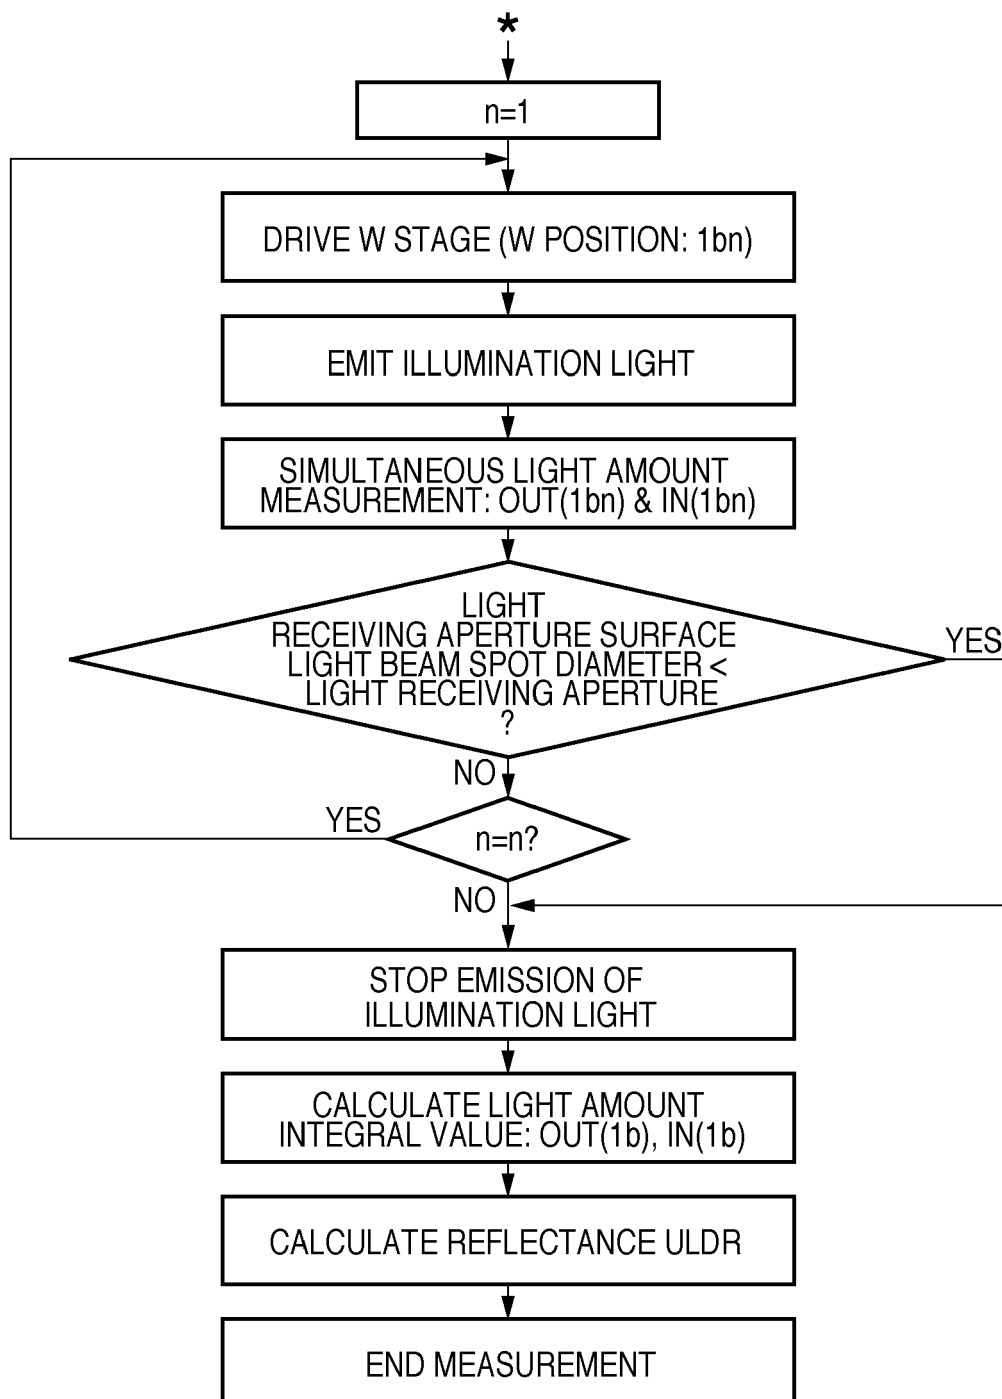 *
n=1
DRIVE W STAGE (W POSITION: 1bn)
EMIT ILLUMINATION LIGHT
SIMULTANEOUS LIGHT AMOUNT
MEASUREMENT: OUT(1bn) & IN(1bn)
LIGHT
RECEIVING APERTURE SURFACE
LIGHT BEAM SPOT DIAMETER <
LIGHT RECEIVING APERTURE
?
YES
NO
YES
n=n?
NO
STOP EMISSION OF
ILLUMINATION LIGHT
CALCULATE LIGHT AMOUNT
INTEGRAL VALUE: OUT(1b), IN(1b)
CALCULATE REFLECTANCE ULDR
END MEASUREMENT